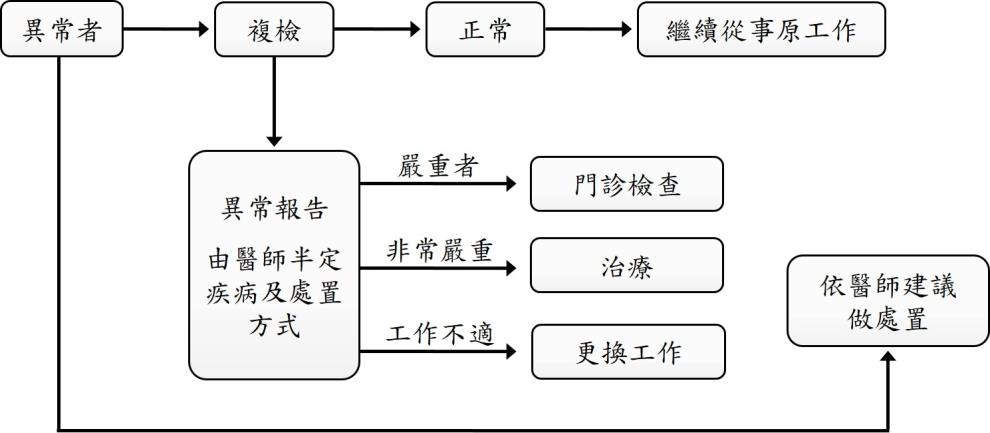 異常者
複檢
正常
繼續從事原工作
異常報告
由醫師半定
疾病及處置
方式
嚴重者
門診檢查
非常嚴重
治療
工作不適
更換工作
依醫師建議
做處置